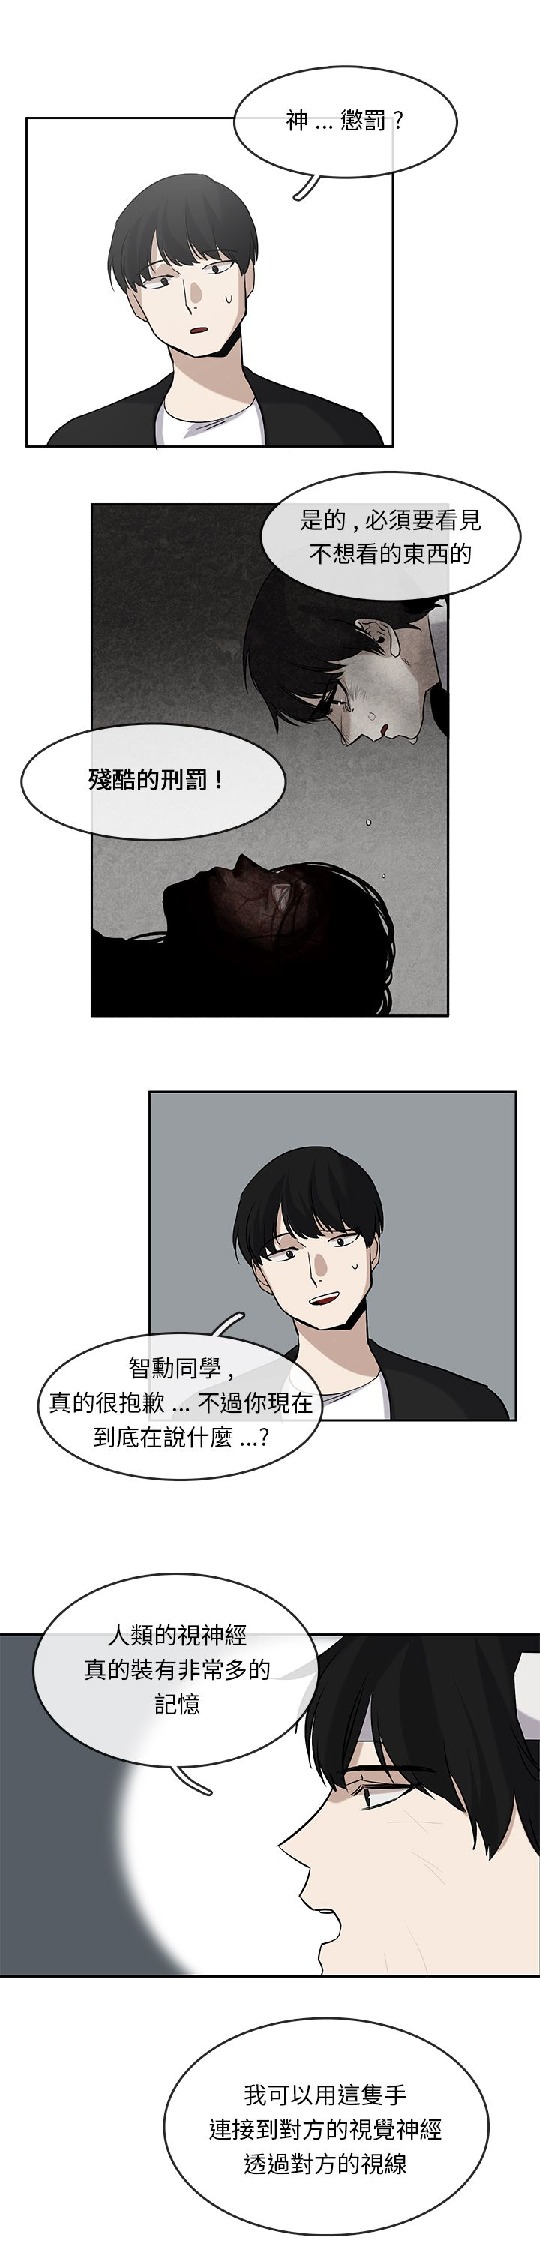 神 ... 懲罰 ?
是的 , 必須要看見
不想看的東西的
殘酷的刑罰 !
智勳同學 ,
真的很抱歉 ... 不過你現在
到底在說什麼 ...?
人類的視神經
真的裝有非常多的
記憶
我可以用這隻手
連接到對方的視覺神經
透過對方的視線